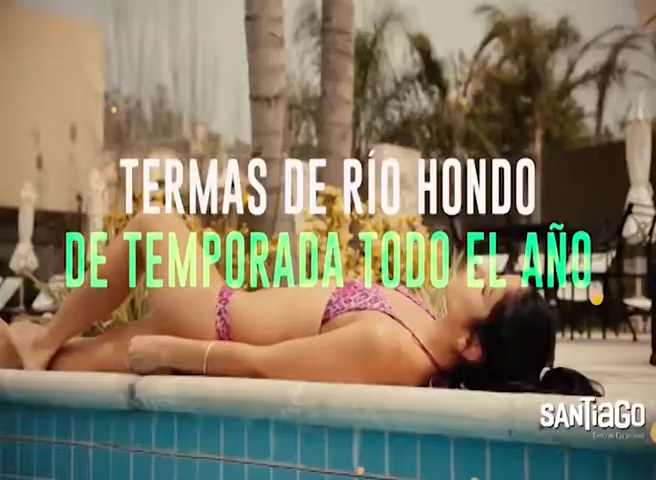 TERMAS DE RÍO HONDO
DE TEMPORADA TODO EL AÑO
SANTIAGO